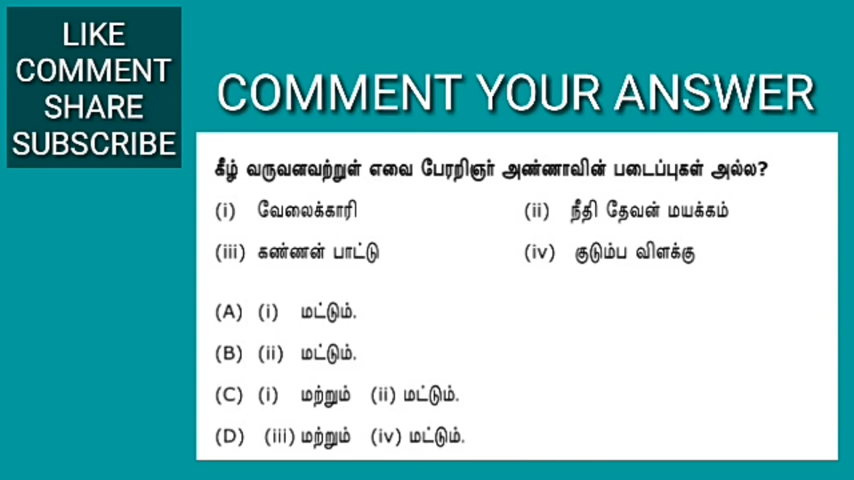 LIKE
COMMENT
SHARE
SUBSCRIBE
COMMENT YOUR ANSWER
கீழ் வருவனவற்றுள் எவை பேரறிஞர் அண்ணாவின் படைப்புகள் அல்ல?
(i) வேலைக்காரி (ii) நீதி தேவன் மயக்கம்
(iii) கண்ணன் பாட்டு (iv) குடும்ப விளக்கு
(A) (i) மட்டும்.
(B) (ii) மட்டும்.
(C) (i) மற்றும் (ii) மட்டும்.
(D) (iii) மற்றும் (iv) மட்டும்.